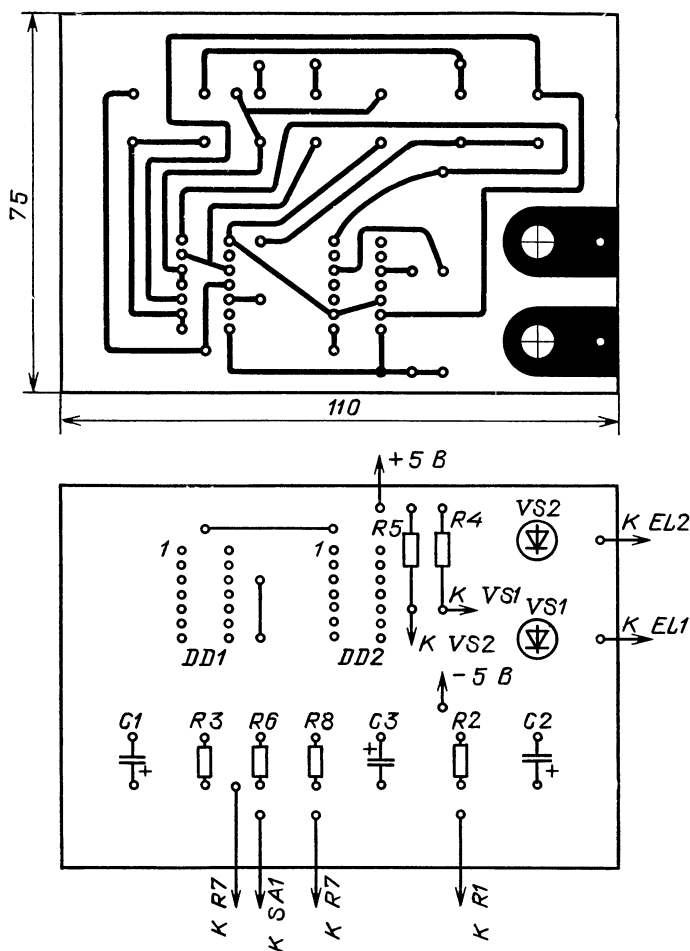 75
110
+5 В
R5
R4
VS2
К EL2
1
1
К VS1
VS1
К EL1
DD1
DD2
К VS2
-5 В
C1
R3
R6
R8
C3
R2
C2
+
+
+
К R7
К SA1
К R7
К R1